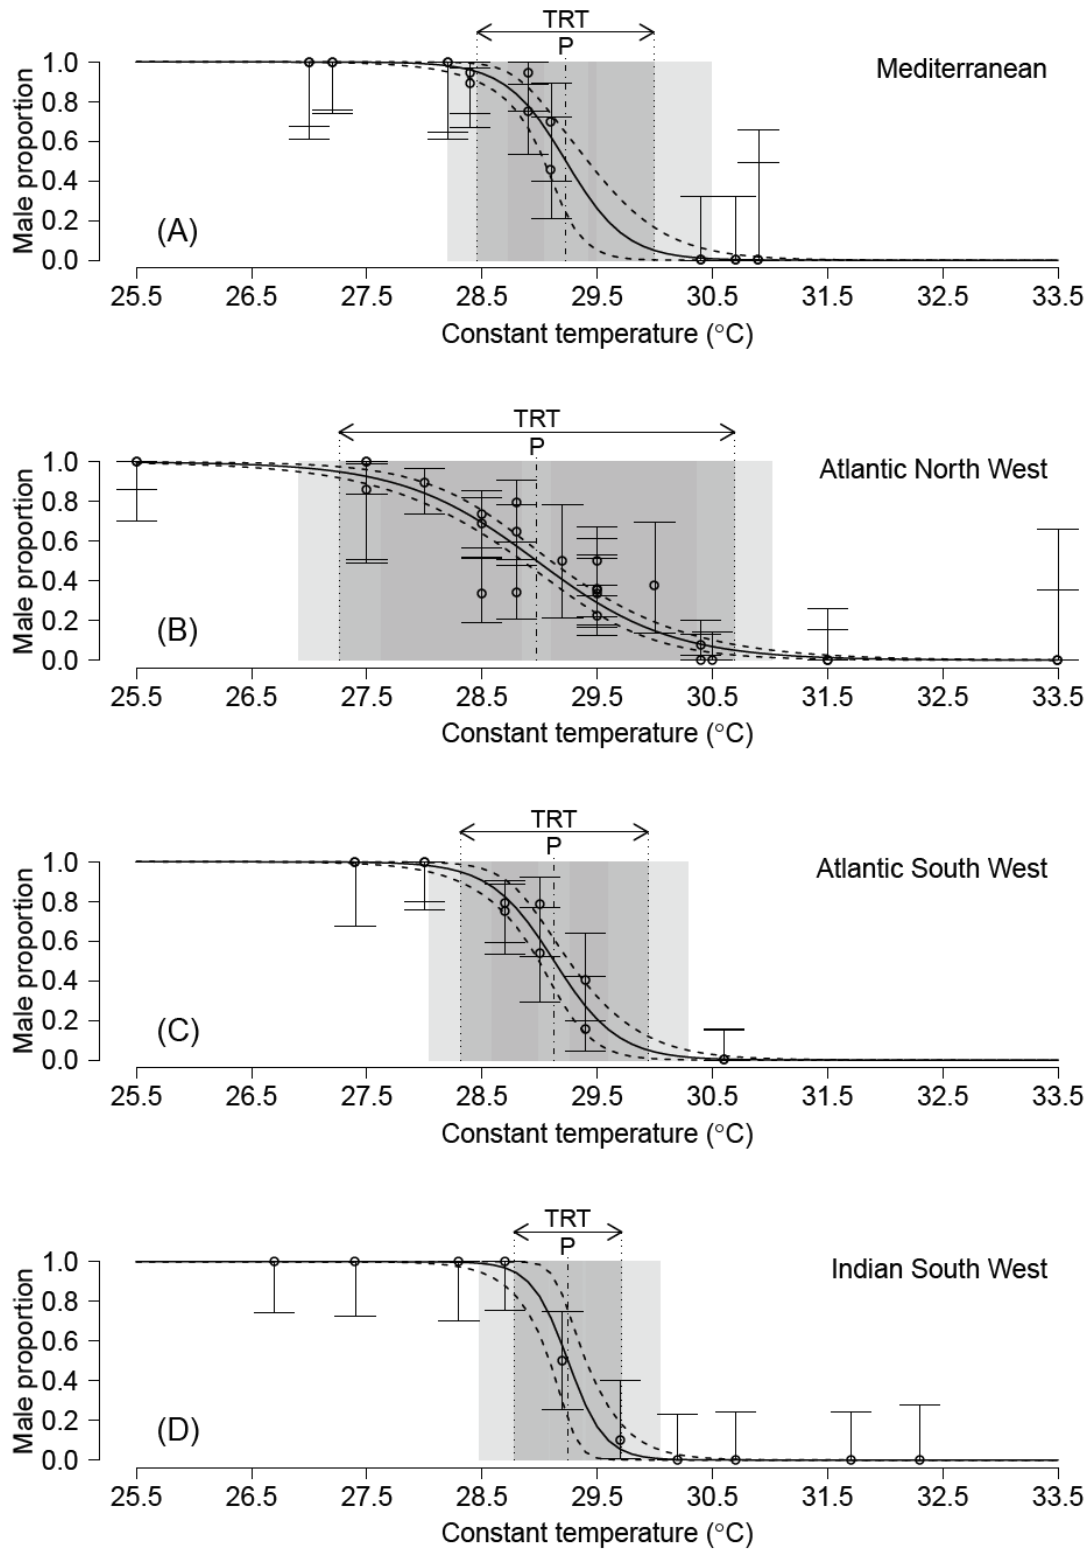 TRT
P
Mediterranean
Male proportion
1.0
0.8
0.6
0.4
0.2
0.0
(A)
25.5 26.5 27.5 28.5 29.5 30.5 31.5 32.5 33.5
Constant temperature (°C)
TRT
P
Atlantic North West
Male proportion
1.0
0.8
0.6
0.4
0.2
0.0
(B)
25.5 26.5 27.5 28.5 29.5 30.5 31.5 32.5 33.5
Constant temperature (°C)
TRT
P
Atlantic South West
Male proportion
1.0
0.8
0.6
0.4
0.2
0.0
(C)
25.5 26.5 27.5 28.5 29.5 30.5 31.5 32.5 33.5
Constant temperature (°C)
TRT
P
Indian South West
Male proportion
1.0
0.8
0.6
0.4
0.2
0.0
(D)
25.5 26.5 27.5 28.5 29.5 30.5 31.5 32.5 33.5
Constant temperature (°C)